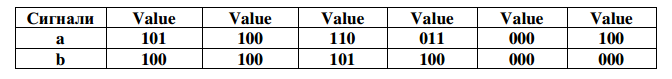 Сигнали Value Value Value Value Value Value
a 101 100 110 011 000 100
b 100 100 101 100 000 000